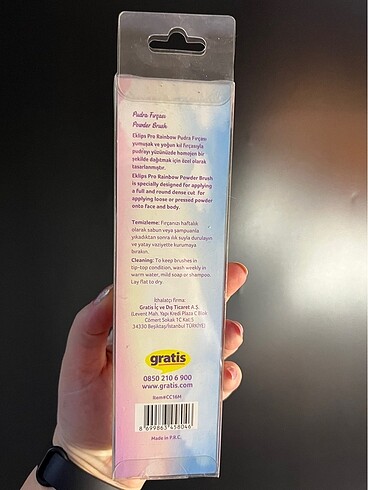 Pudra Fırçası
Powder Brush
Eklips Pro Rainbow Pudra Fırçası
yumuşak ve yoğun kıl fırçasıyla
pudrayı yüzünüzde homojen bir
şekilde dağıtmak için özel olarak
tasarlanmıştır.
Eklips Pro Rainbow Powder Brush
is specially designed for applying
a full and round dense cut for
applying loose or pressed powder
onto face and body.
Temizleme: Fırçanızı haftalık
olarak sabun veya şampuanla
yıkadıktan sonra ılık suyla durulayın
ve yatay vaziyette kurumaya
bırakın.
Cleaning: To keep brushes in
tip-top condition, wash weekly in
warm water, mild soap or shampoo.
Lay flat to dry.
İthalatçı firma:
Gratis İç ve Dış Ticaret A.Ş.
(Levent Mah. Yapı Kredi Plaza C Blok
Cömert Sokak 1C Kat:5
34330 Beşiktaş/İstanbul TÜRKİYE)
gratis
0850 210 6 900
www.gratis.com
Item#CC16M
8 699863 458046
Made in P.R.C.